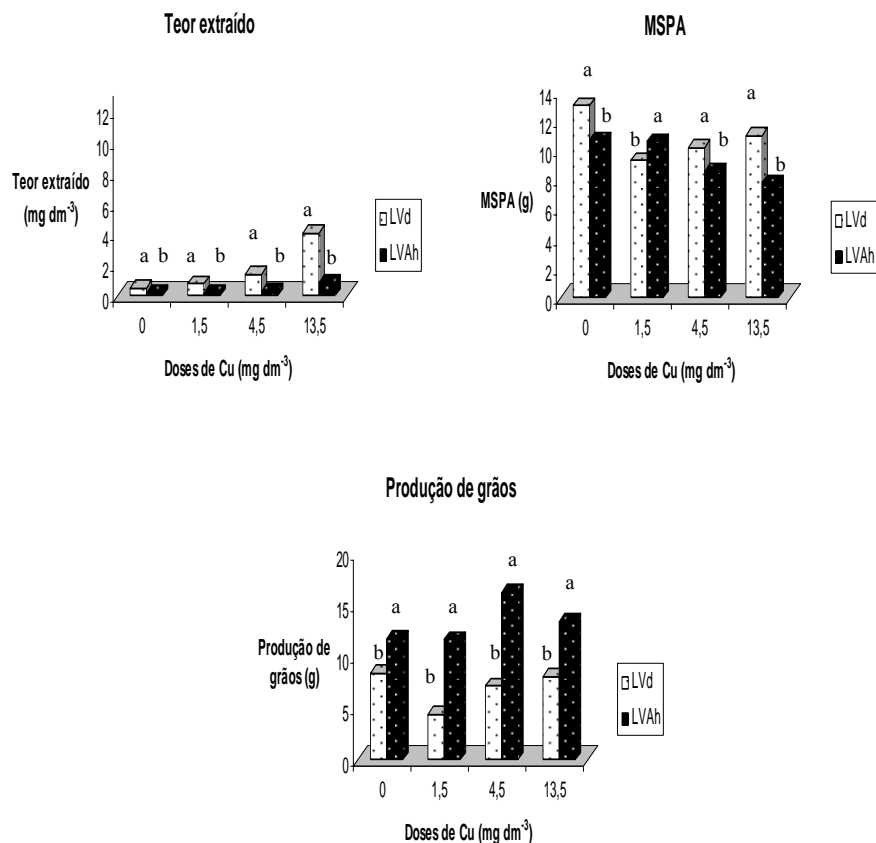 Teor extraído
12
10
8
6
4
2
0
Teor extraído
(mg dm⁻³)
a b a b a b a b
0 1,5 4,5 13,5
Doses de Cu (mg dm⁻³)
LVd
LVAh
MSPA
14
12
10
8
6
4
2
0
MSPA (g)
a b b a a b a b
0 1,5 4,5 13,5
Doses de Cu (mg dm⁻³)
LVd
LVAh
Produção de grãos
20
15
10
5
0
Produção de
grãos (g)
b a b a b a b a
0 1,5 4,5 13,5
Doses de Cu (mg dm⁻³)
LVd
LVAh